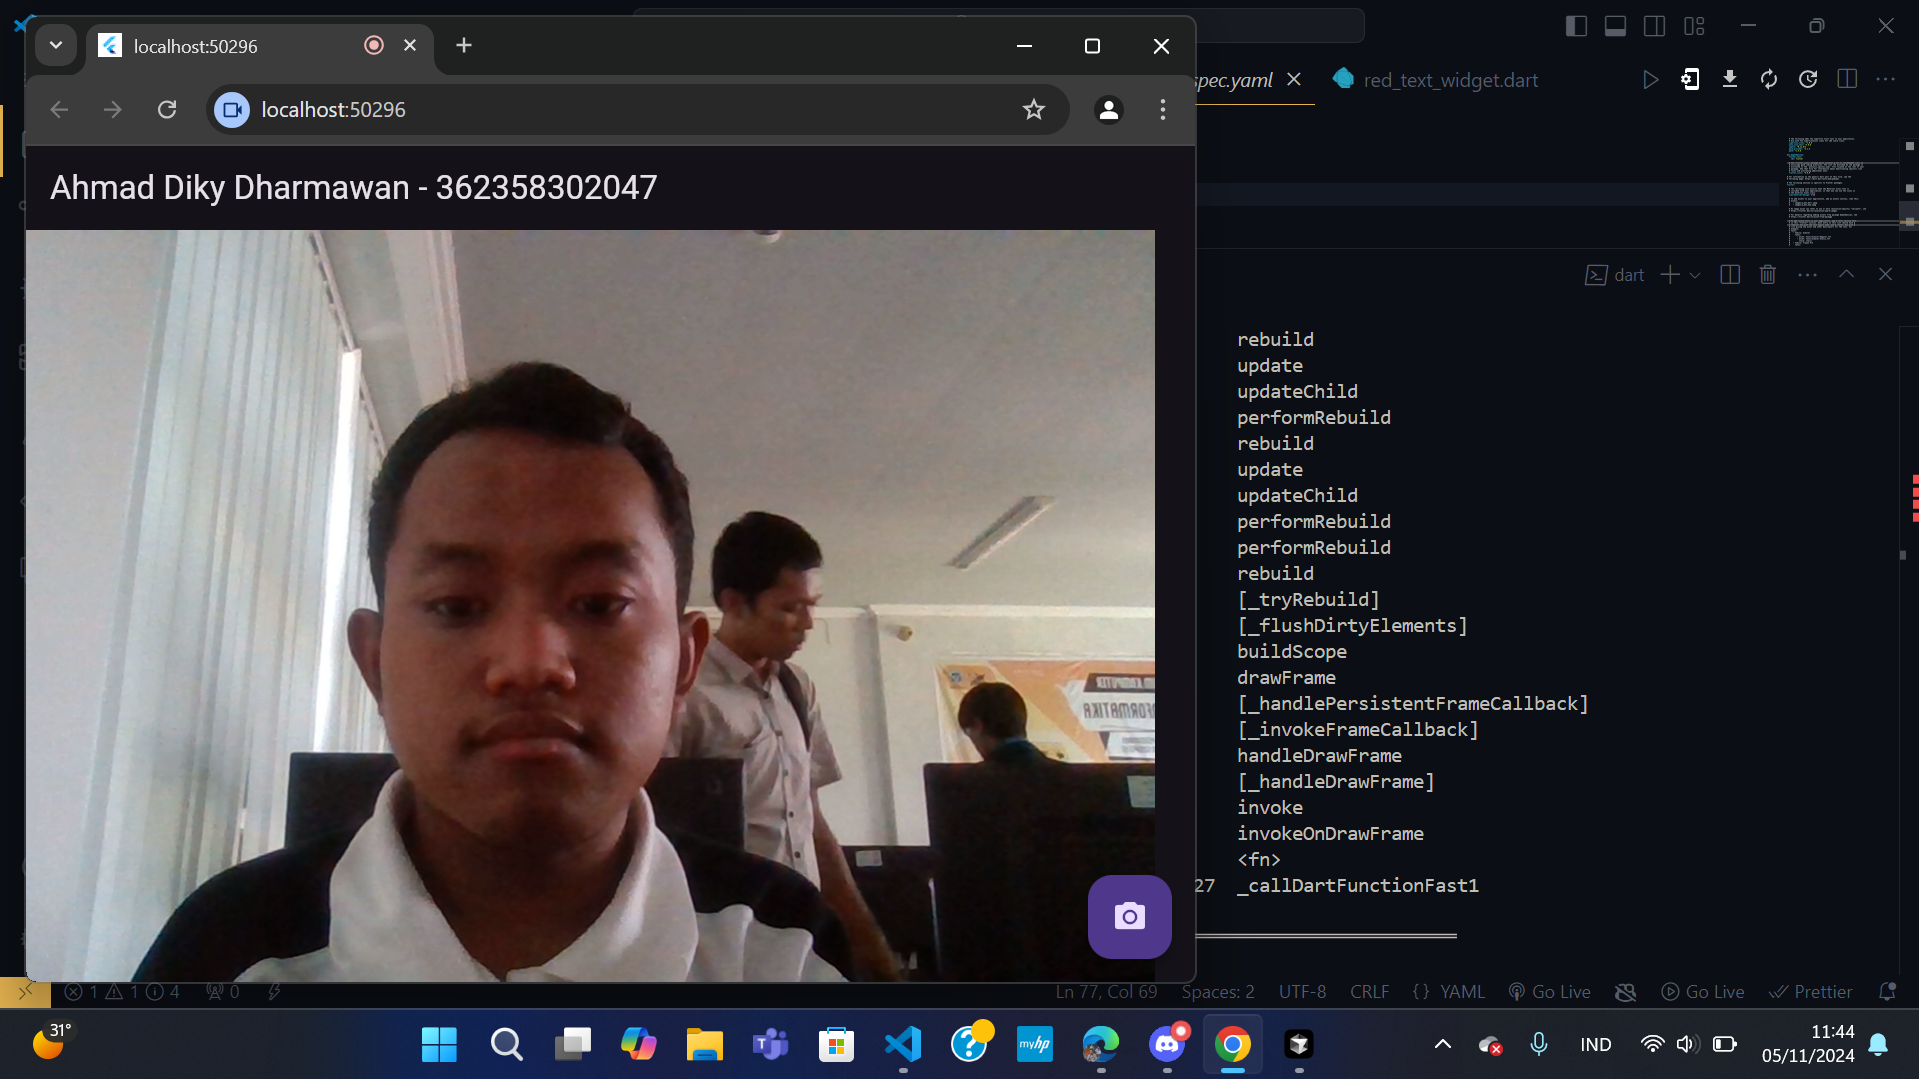 localhost:50296
localhost:50296
Ahmad Diky Dharmawan - 362358302047
spec.yaml
red_text_widget.dart
dart
rebuild
update
updateChild
performRebuild
rebuild
update
updateChild
performRebuild
performRebuild
rebuild
[_tryRebuild]
[_flushDirtyElements]
buildScope
drawFrame
[_handlePersistentFrameCallback]
[_invokeFrameCallback]
handleDrawFrame
[_handleDrawFrame]
invoke
invokeOnDrawFrame
<fn>
27 _callDartFunctionFast1
1 1 4 0
Ln 77, Col 69 Spaces: 2 UTF-8 CRLF {} YAML Go Live Go Live Prettier
31°
myhp
IND
11:44
05/11/2024